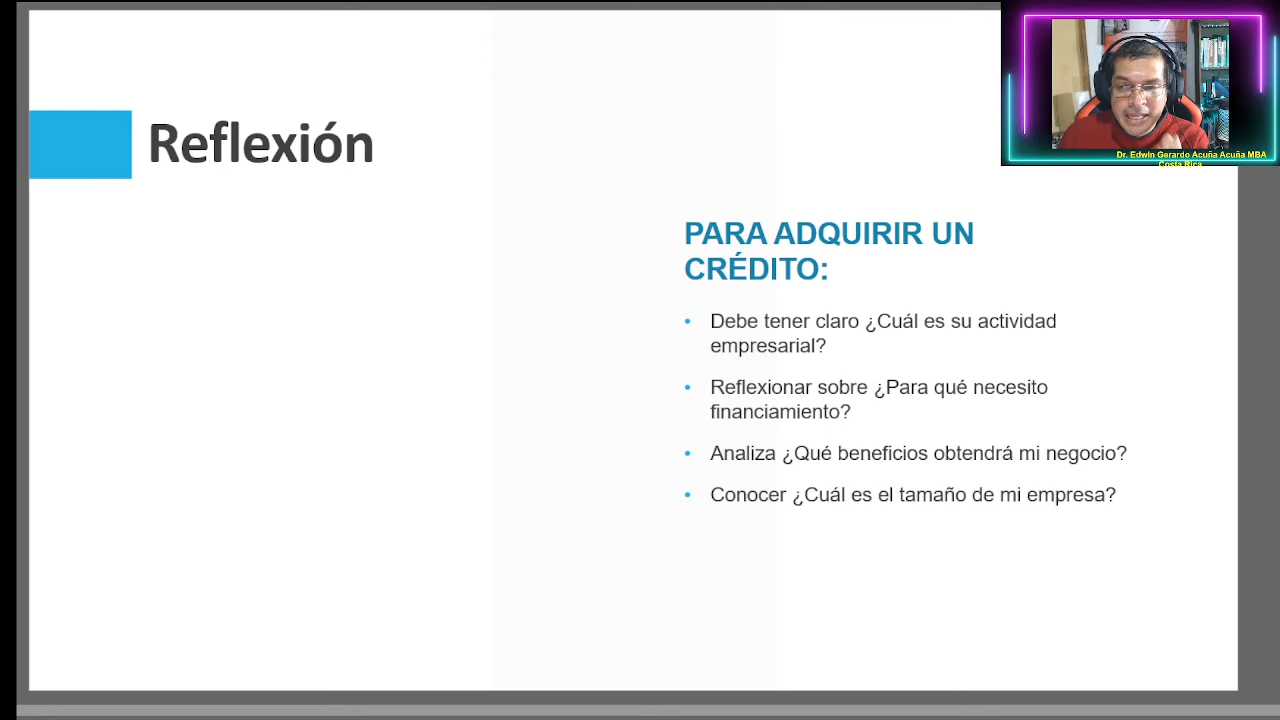 Reflexión
Dr. Edwin Gerardo Acuña Acuña MBA
Costa Rica
PARA ADQUIRIR UN
CRÉDITO:
• Debe tener claro ¿Cuál es su actividad
empresarial?
• Reflexionar sobre ¿Para qué necesito
financiamiento?
• Analiza ¿Qué beneficios obtendrá mi negocio?
• Conocer ¿Cuál es el tamaño de mi empresa?